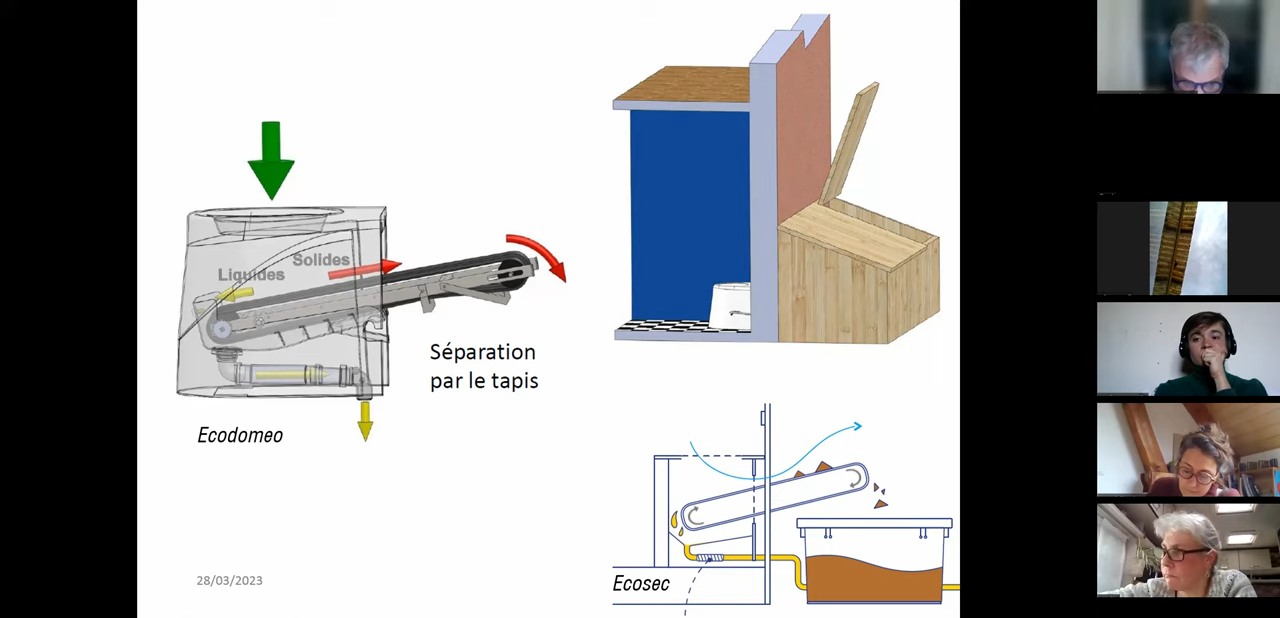 Solides
Liquides
Séparation
par le tapis
Ecodomeo
28/03/2023
Ecosec